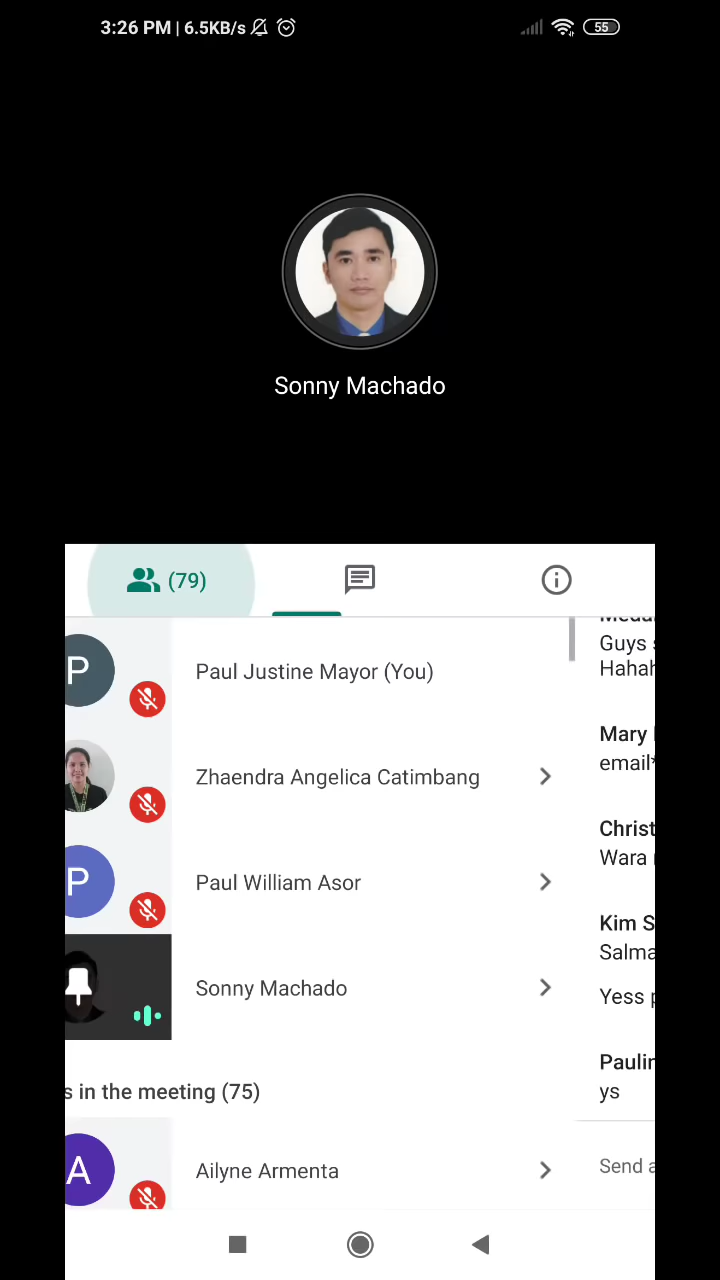 3:26 PM | 6.5KB/s
55
Sonny Machado
(79)
P
Paul Justine Mayor (You)
Zhaendra Angelica Catimbang
P
Paul William Asor
Sonny Machado
s in the meeting (75)
A
Ailyne Armenta
Guys
Hahah
Mary
email*
Christ
Wara
Kim S
Salma
Yess p
Paulin
ys
Send a